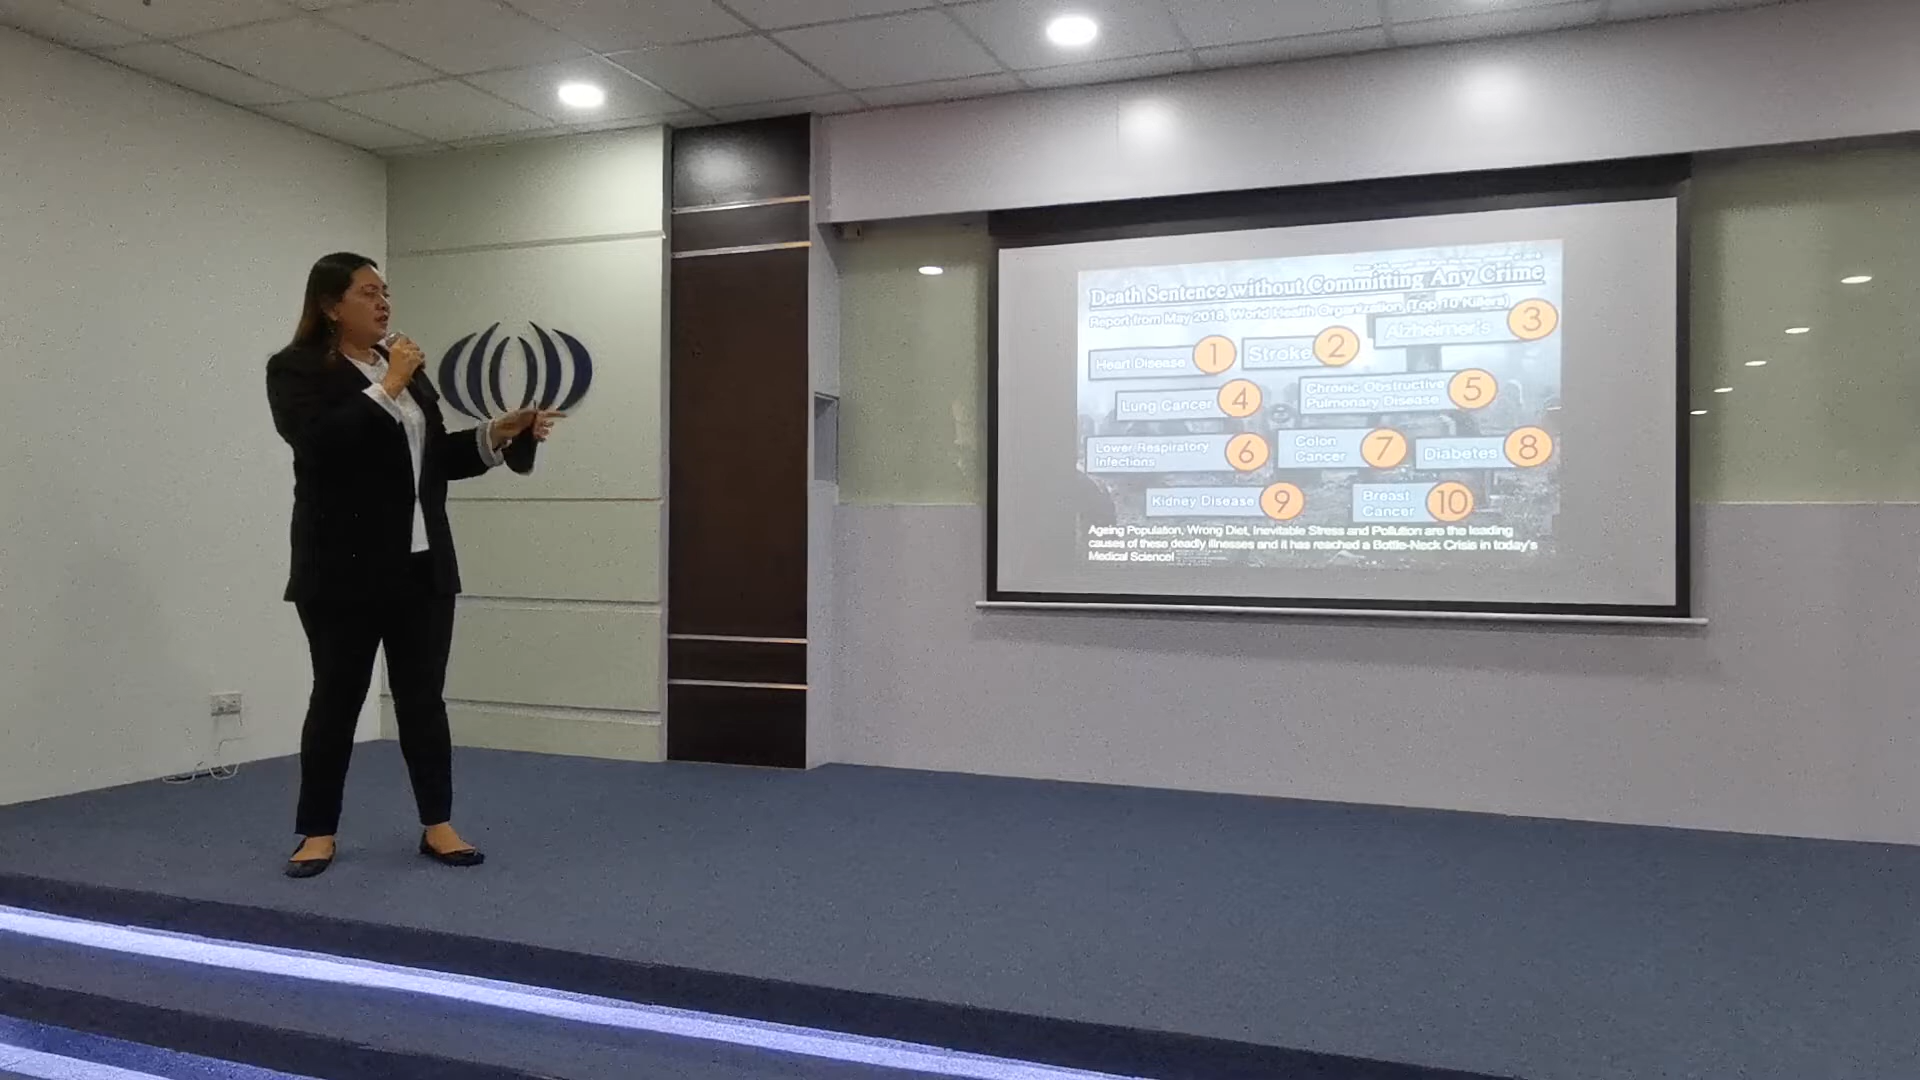 Death Sentence without Committing Any Crime
Report from May 2018, World Health Organization (Top 10 Killers)
Heart Disease 1
Stroke 2
Alzheimer's 3
Lung Cancer 4
Chronic Obstructive
Pulmonary Disease 5
Lower Respiratory
Infections 6
Colon
Cancer 7
Diabetes 8
Kidney Disease 9
Breast
Cancer 10
Ageing Population, Wrong Diet, Inevitable Stress and Pollution are the leading
causes of these deadly illnesses and it has reached a Bottle-Neck Crisis in today's
Medical Science!